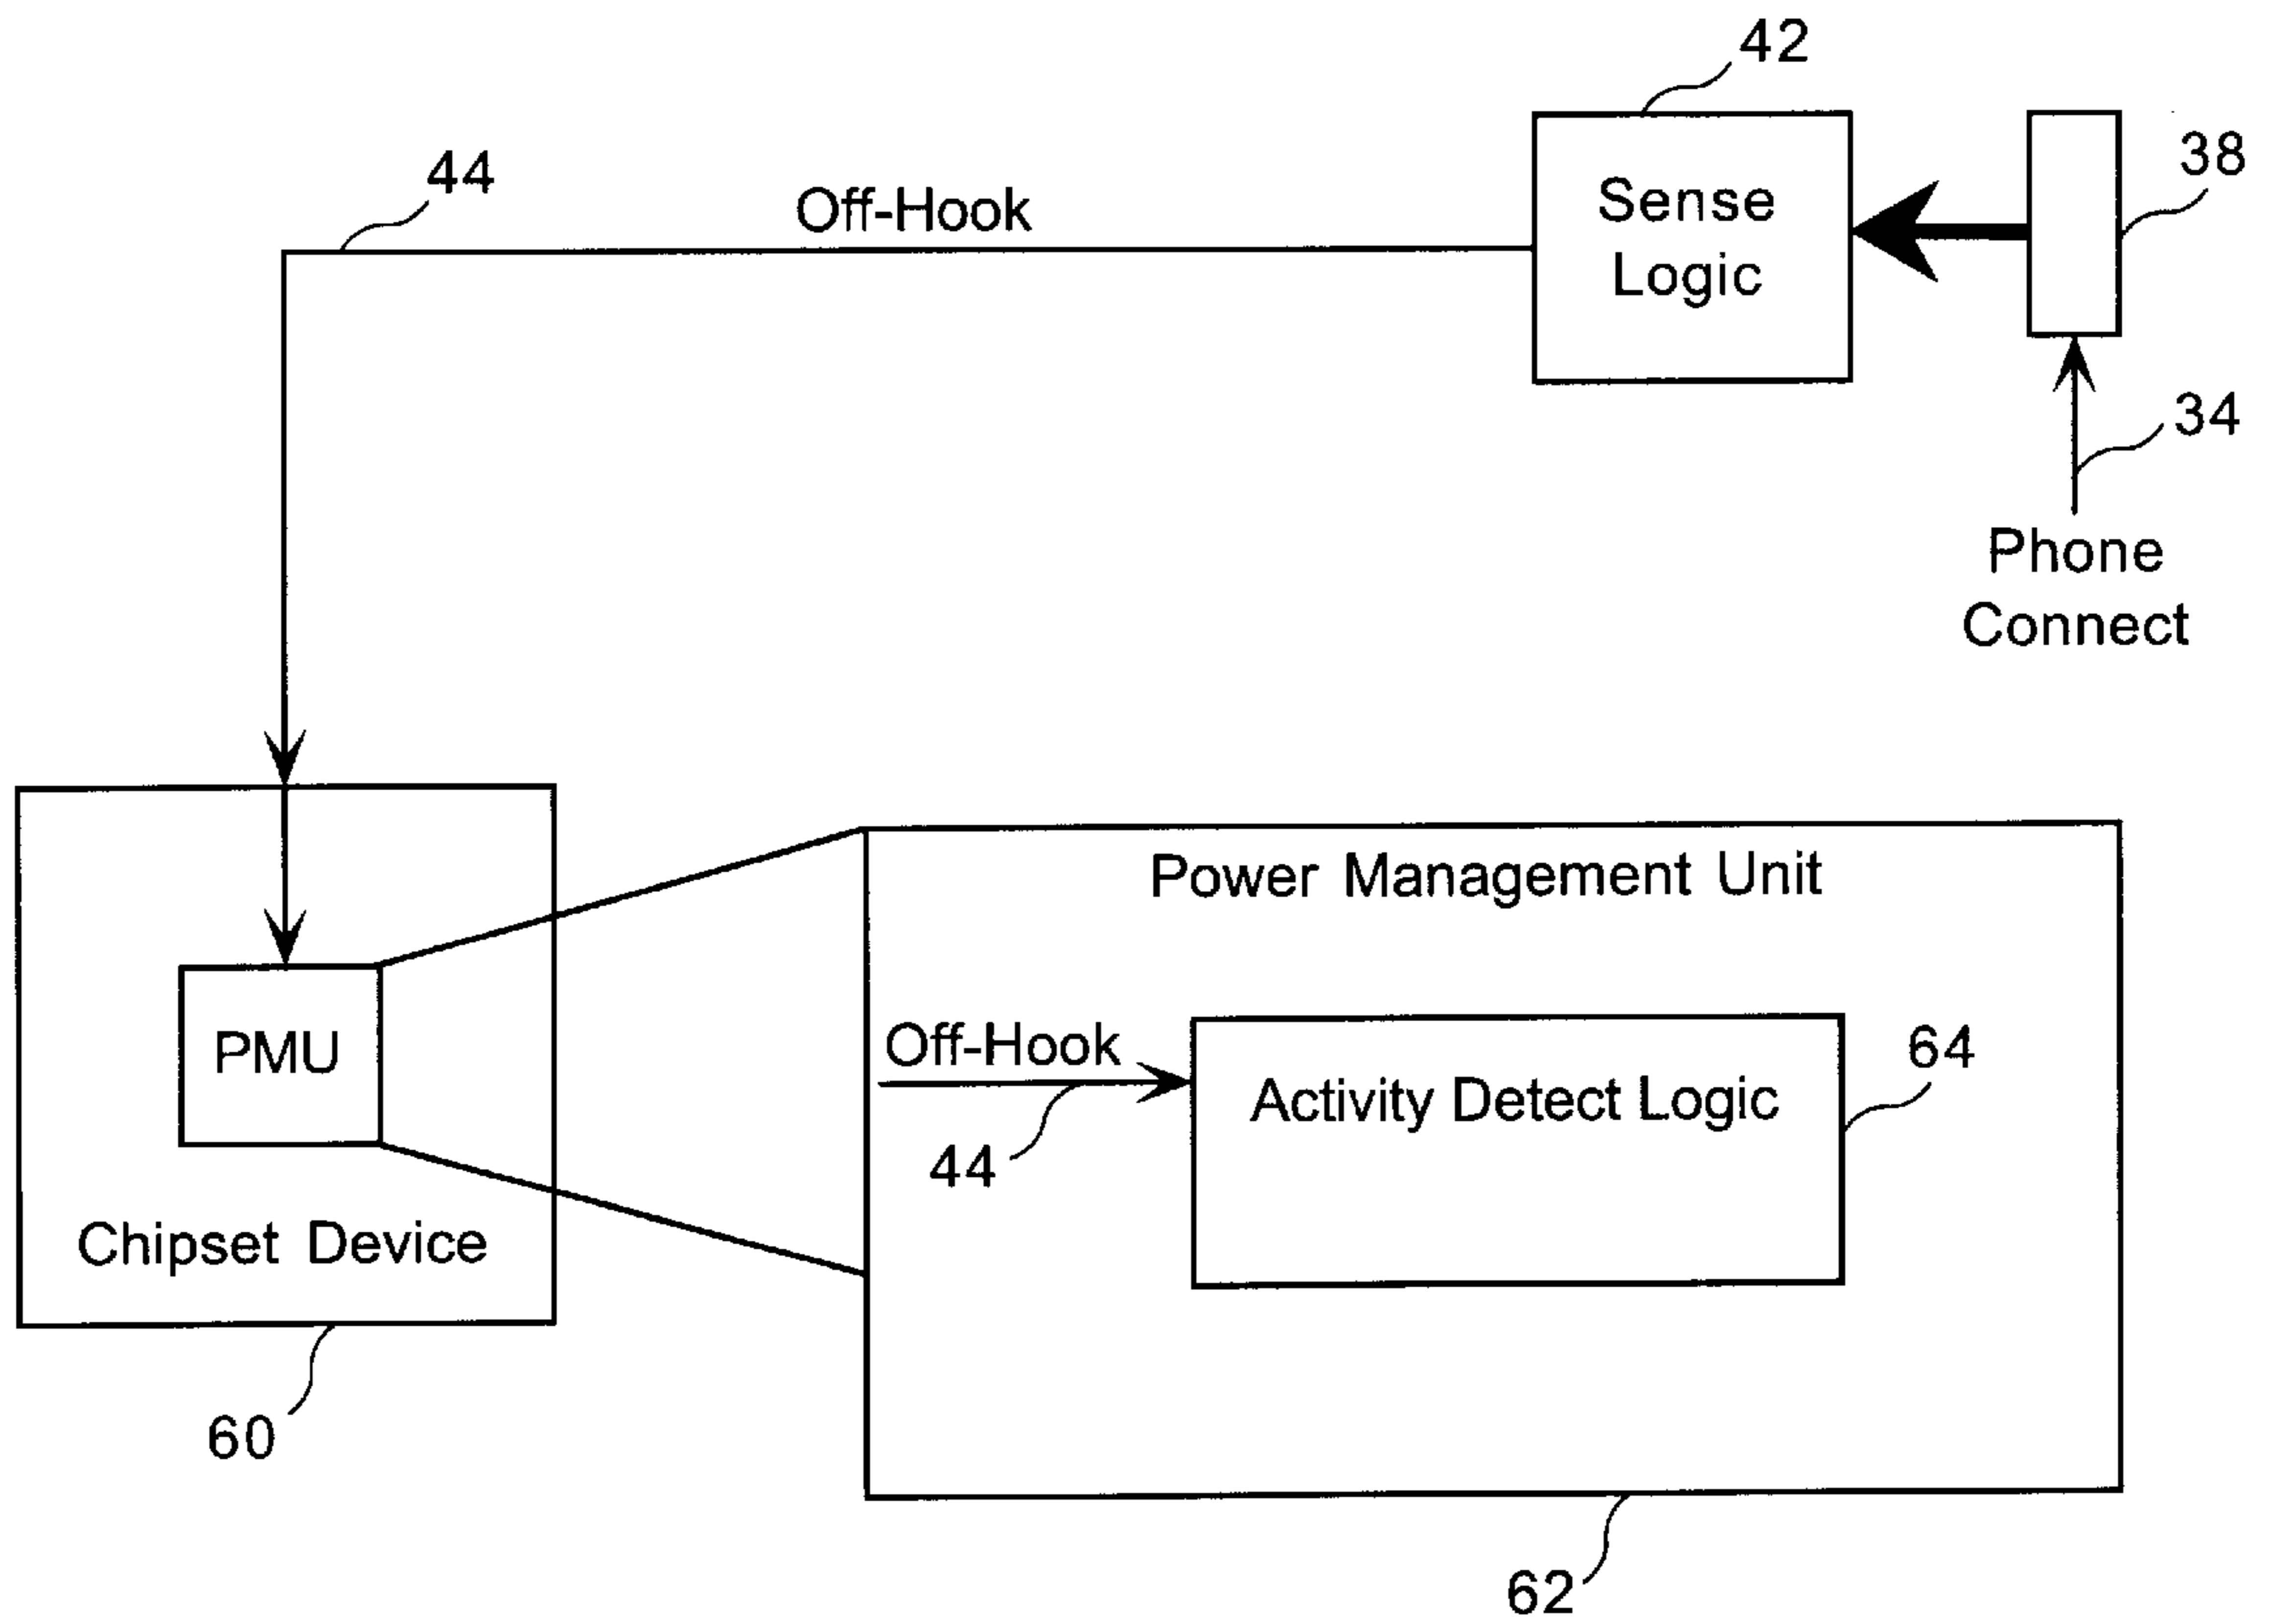 42
38
44
Off-Hook
Sense
Logic
34
Phone
Connect
Power Management Unit
PMU
Off-Hook
Activity Detect Logic
64
44
Chipset Device
60
62